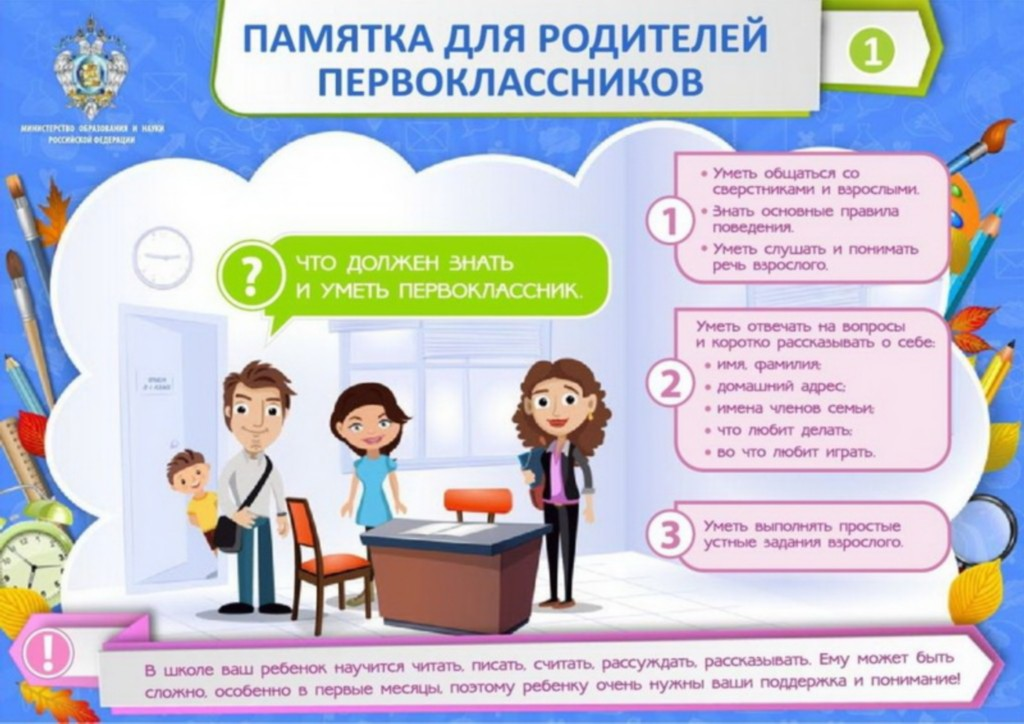 ПАМЯТКА ДЛЯ РОДИТЕЛЕЙ
ПЕРВОКЛАССНИКОВ
1
МИНИСТЕРСТВО ОБРАЗОВАНИЯ И НАУКИ
РОССИЙСКОЙ ФЕДЕРАЦИИ
?
ЧТО ДОЛЖЕН ЗНАТЬ
И УМЕТЬ ПЕРВОКЛАССНИК.
1
• Уметь общаться со
сверстниками и взрослыми.
• Знать основные правила
поведения.
• Уметь слушать и понимать
речь взрослого.
2
Уметь отвечать на вопросы
и коротко рассказывать о себе:
• имя, фамилия;
• домашний адрес;
• имена членов семьи;
• что любит делать;
• во что любит играть.
3
Уметь выполнять простые
устные задания взрослого.
!
В школе ваш ребенок научится читать, писать, считать, рассуждать, рассказывать. Ему может быть
сложно, особенно в первые месяцы, поэтому ребенку очень нужны ваши поддержка и понимание!